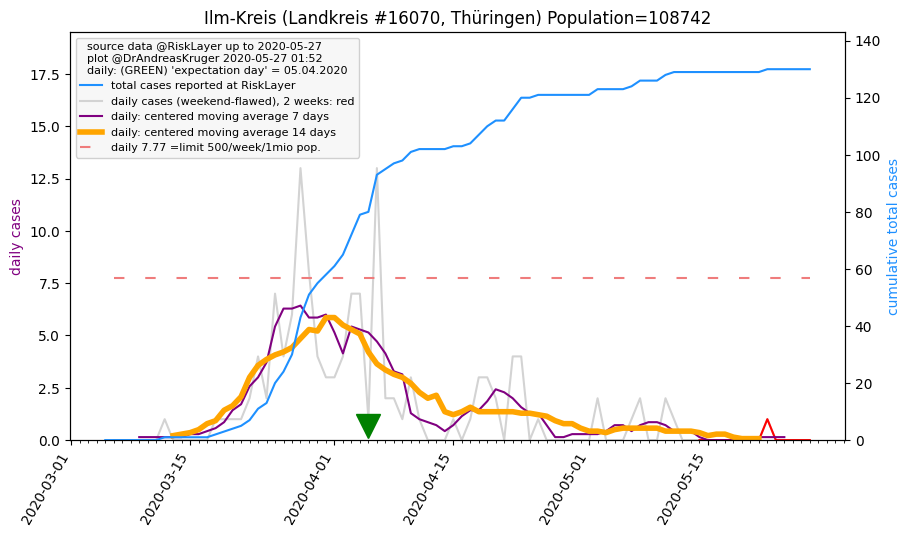 Ilm-Kreis (Landkreis #16070, Thüringen) Population=108742
source data @RiskLayer up to 2020-05-27
plot @DrAndreasKruger 2020-05-27 01:52
daily: (GREEN) 'expectation day' = 05.04.2020
total cases reported at RiskLayer
daily cases (weekend-flawed), 2 weeks: red
daily: centered moving average 7 days
daily: centered moving average 14 days
daily 7.77 =limit 500/week/1mio pop.
daily cases
17.5
15.0
12.5
10.0
7.5
5.0
2.5
0.0
140
120
100
80
60
40
20
0
cumulative total cases
2020-03-01
2020-03-15
2020-04-01
2020-04-15
2020-05-01
2020-05-15